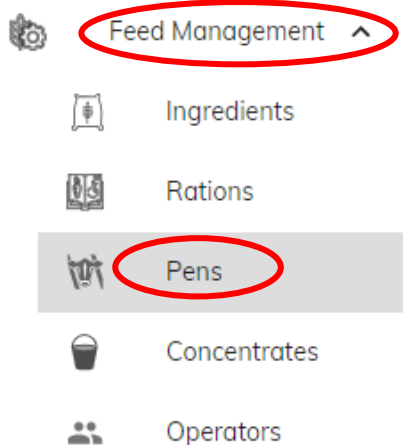 Feed Management
Ingredients
Rations
Pens
Concentrates
Operators